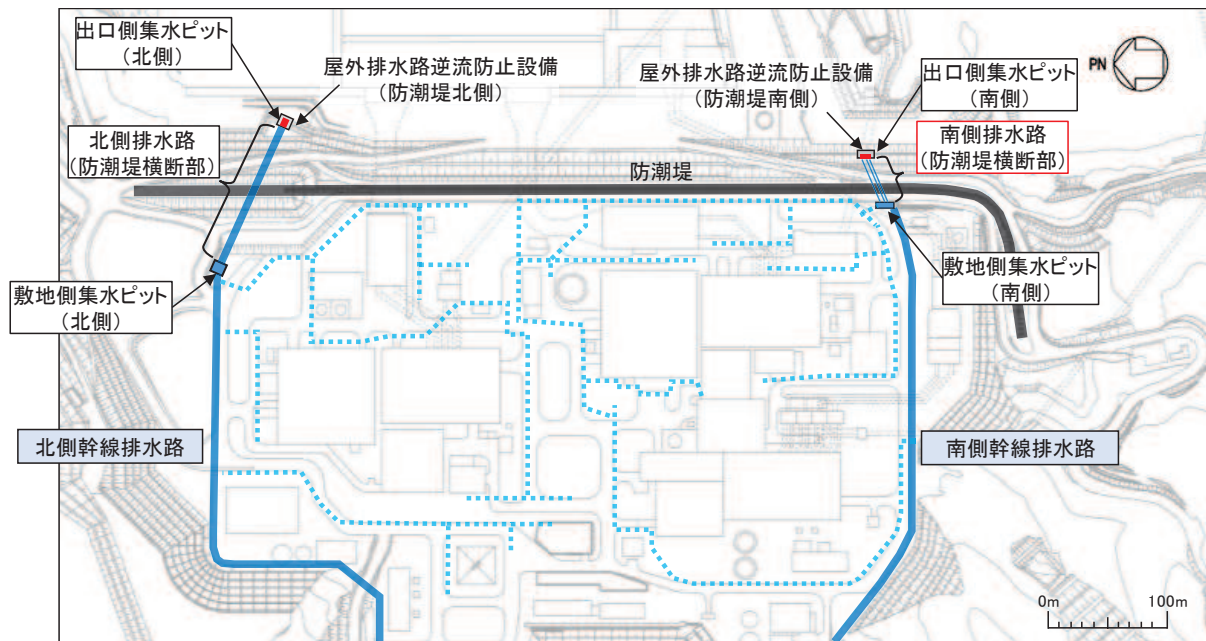 出口側集水ピット
（北側）
屋外排水路逆流防止設備
（防潮堤北側）
屋外排水路逆流防止設備
（防潮堤南側）
出口側集水ピット
（南側）
PN
北側排水路
（防潮堤横断部）
南側排水路
（防潮堤横断部）
防潮堤
敷地側集水ピット
（北側）
敷地側集水ピット
（南側）
北側幹線排水路
南側幹線排水路
0m
100m